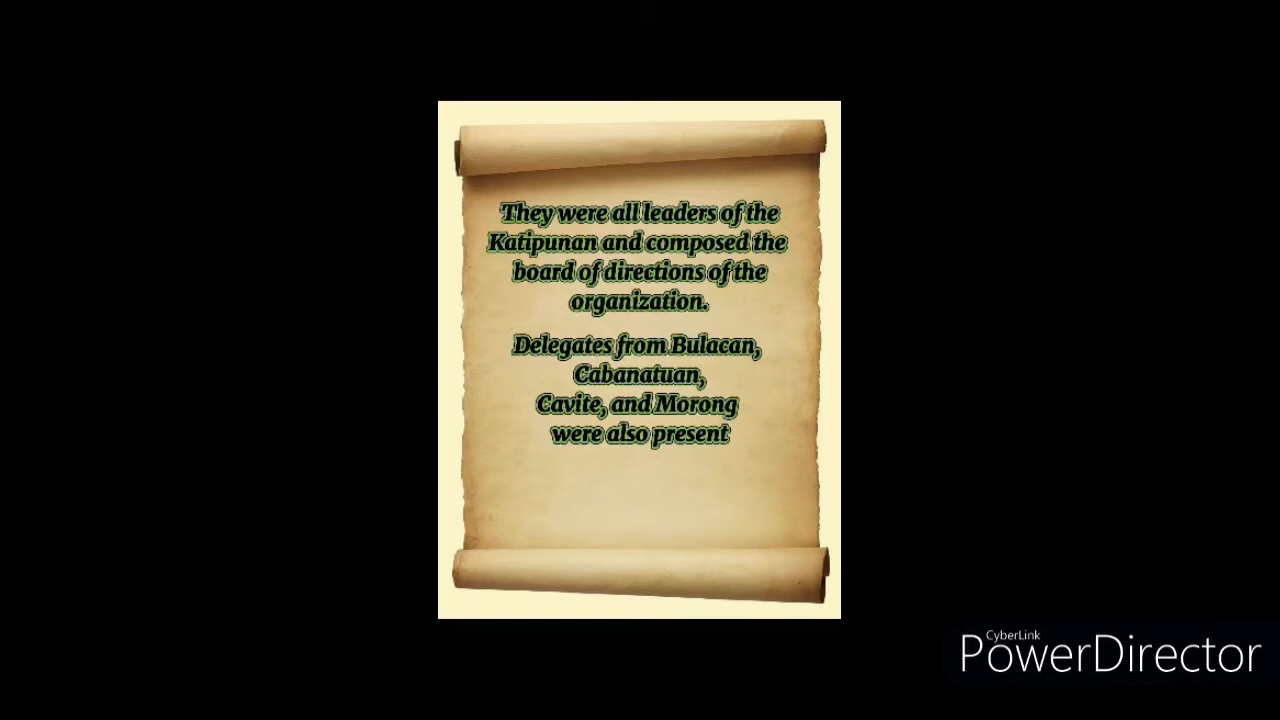 They were all leaders of the
Katipunan and composed the
board of directions of the
organization.
Delegates from Bulacan,
Cabanatuan,
Cavite, and Morong
were also present
CyberLink
PowerDirector